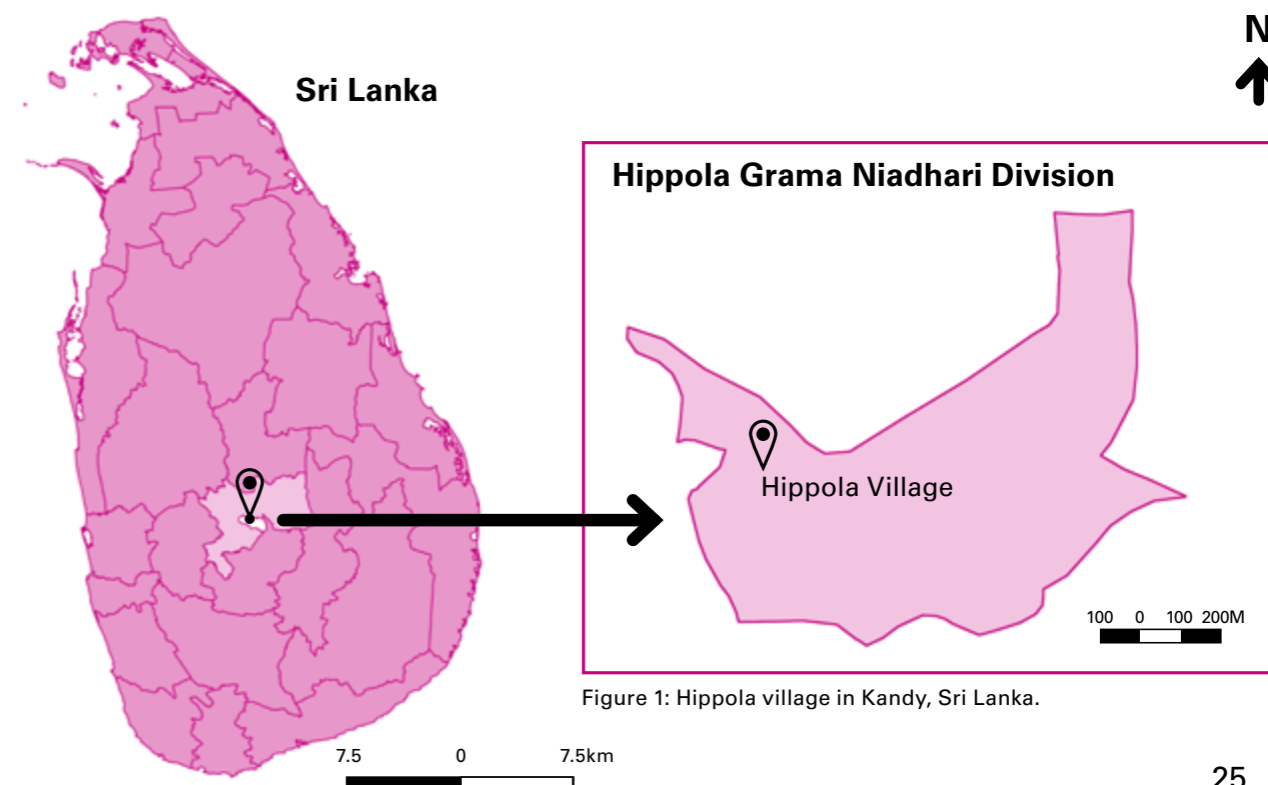 N
Sri Lanka
Hippola Grama Niadhari Division
Hippola Village
100 0 100 200M
Figure 1: Hippola village in Kandy, Sri Lanka.
7.5 0 7.5km
25